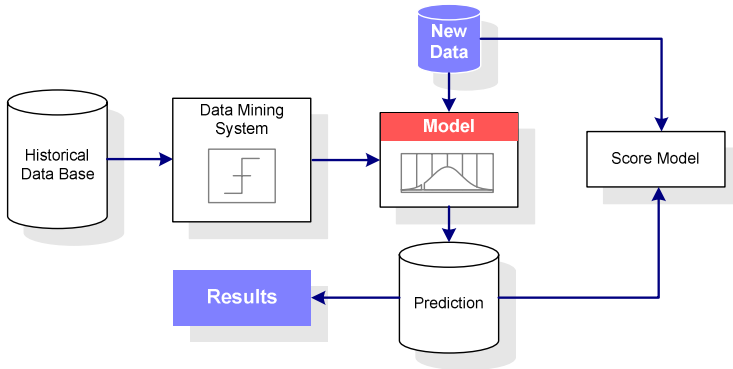 New
Data
Data Mining
System
Model
Historical
Data Base
Score Model
Results
Prediction